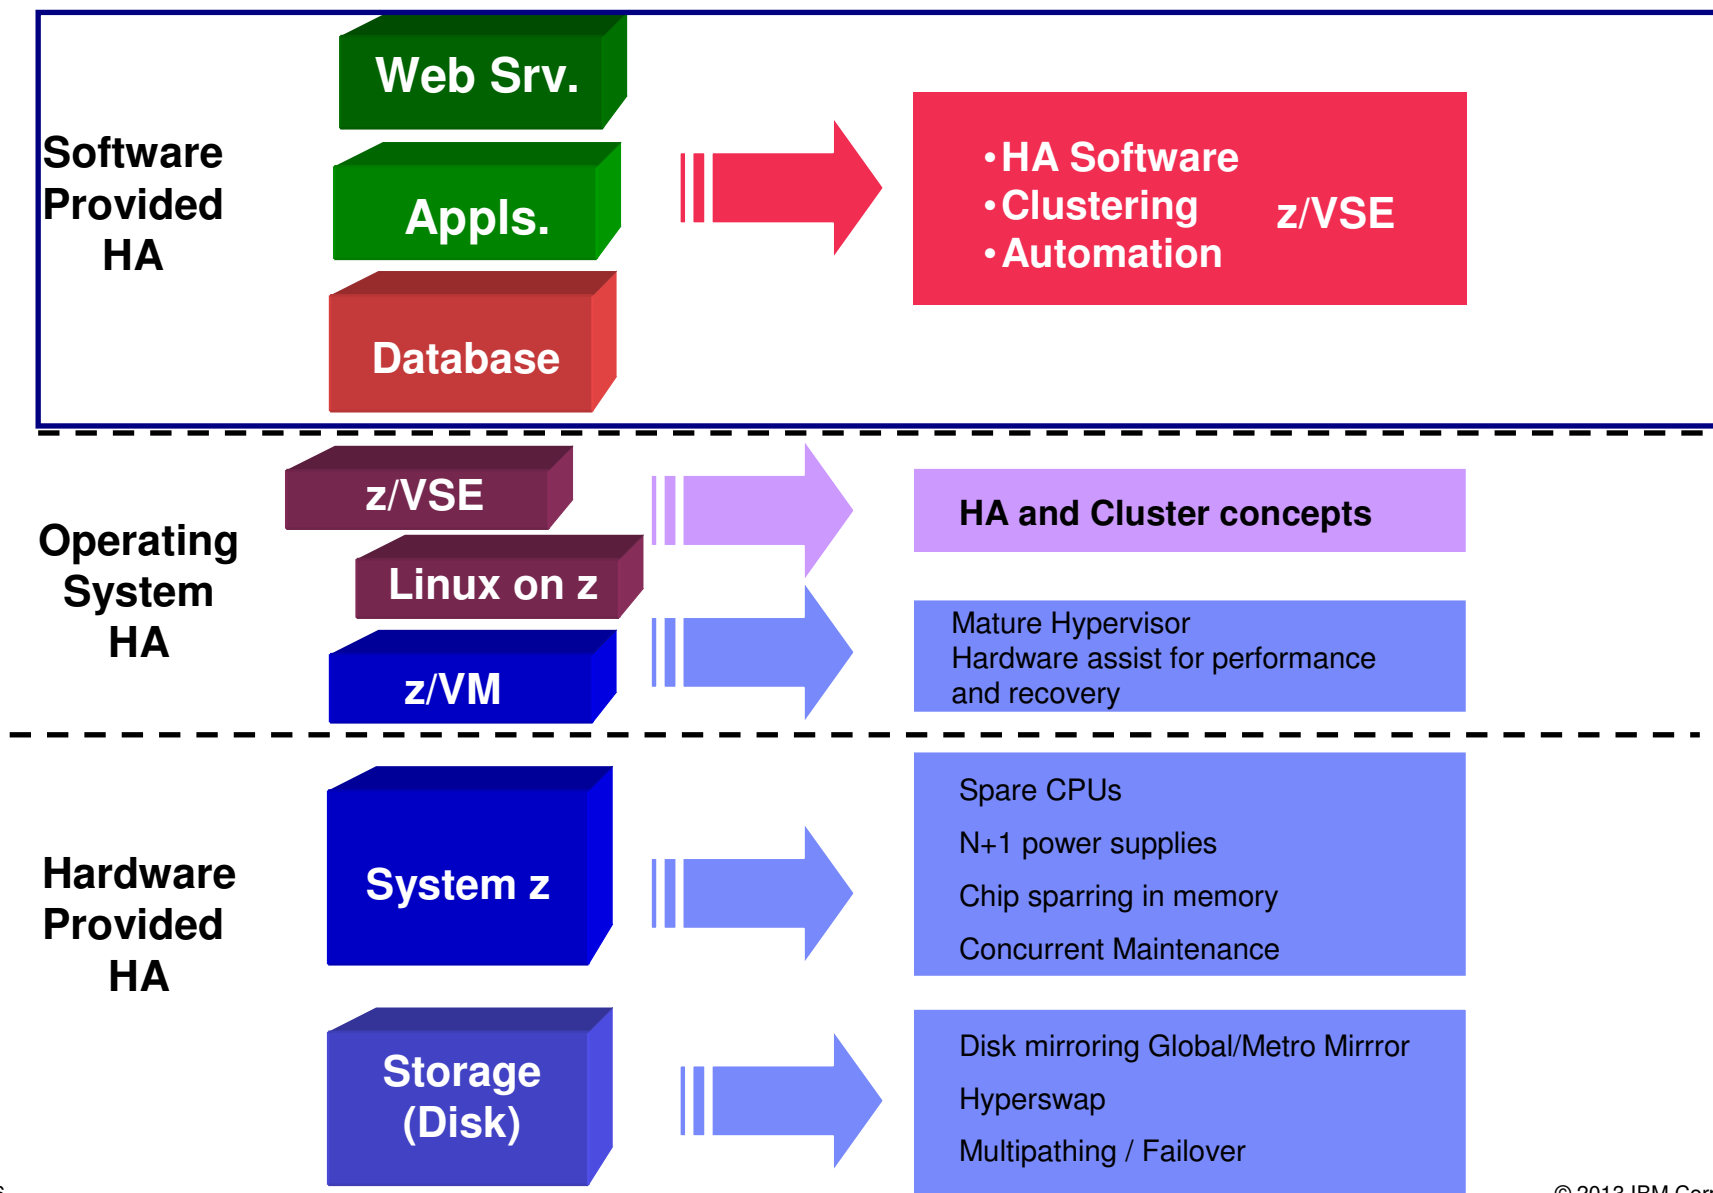 Software
Provided
HA
Web Srv.
Appls.
Database
•HA Software
•Clustering
•Automation
z/VSE
Operating
System
HA
z/VSE
Linux on z
z/VM
HA and Cluster concepts
Mature Hypervisor
Hardware assist for performance
and recovery
Hardware
Provided
HA
System z
Spare CPUs
N+1 power supplies
Chip sparring in memory
Concurrent Maintenance
Storage
(Disk)
Disk mirroring Global/Metro Mirrror
Hyperswap
Multipathing / Failover
© 2013 IBM